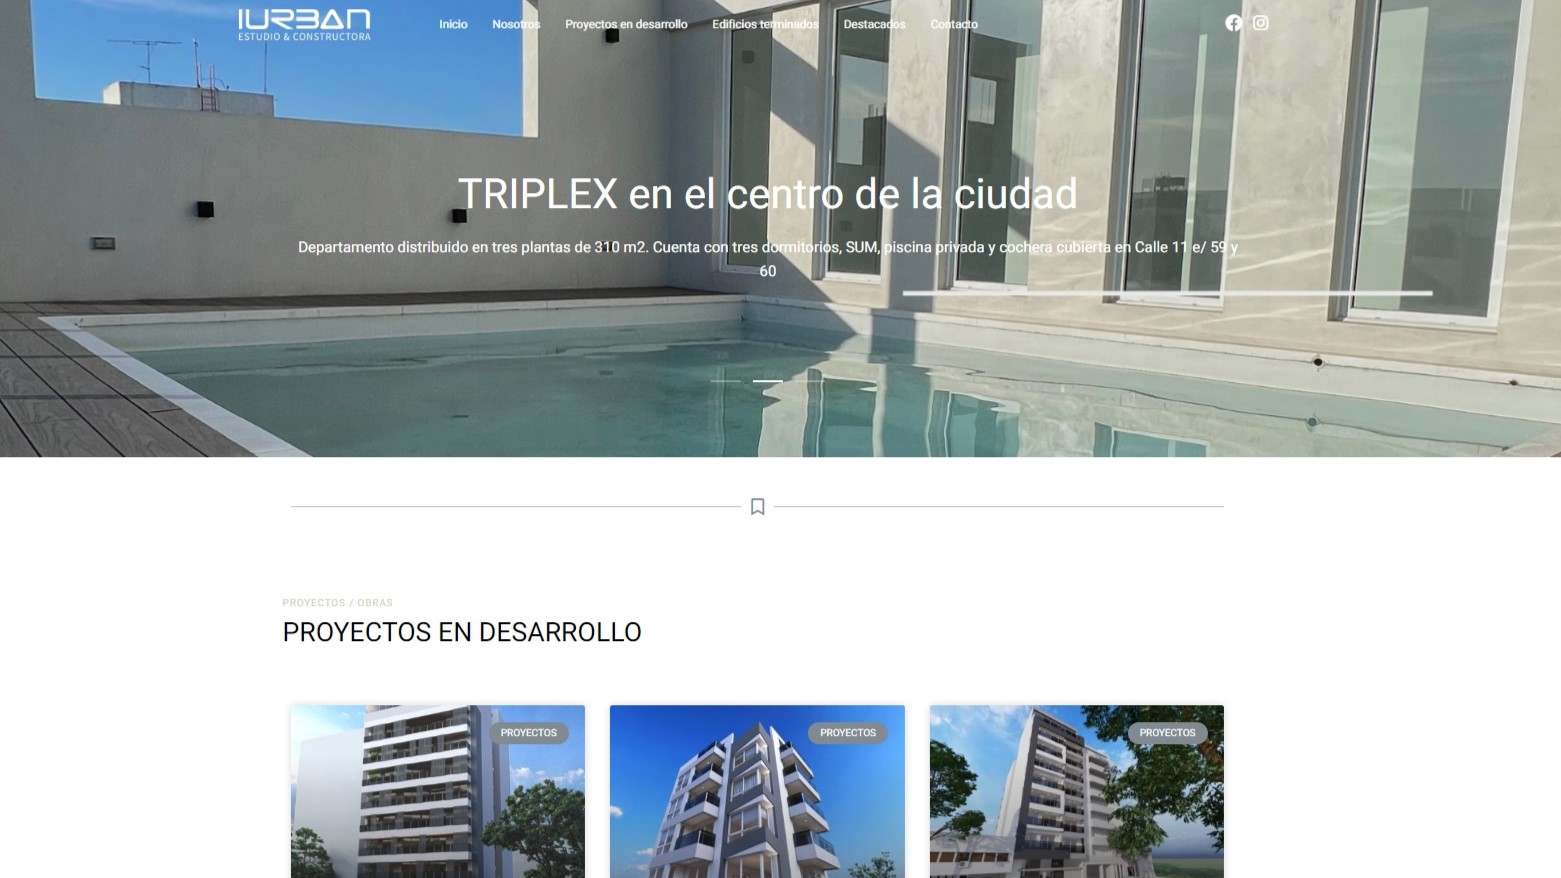 IURBAN
ESTUDIO & CONSTRUCTORA
Inicio Nosotros Proyectos en desarrollo Edificios terminados Destacados Contacto
TRIPLEX en el centro de la ciudad
Departamento distribuido en tres plantas de 310 m2. Cuenta con tres dormitorios, SUM, piscina privada y cochera cubierta en Calle 11 e/ 59 y
60
PROYECTOS / OBRAS
PROYECTOS EN DESARROLLO
PROYECTOS PROYECTOS PROYECTOS